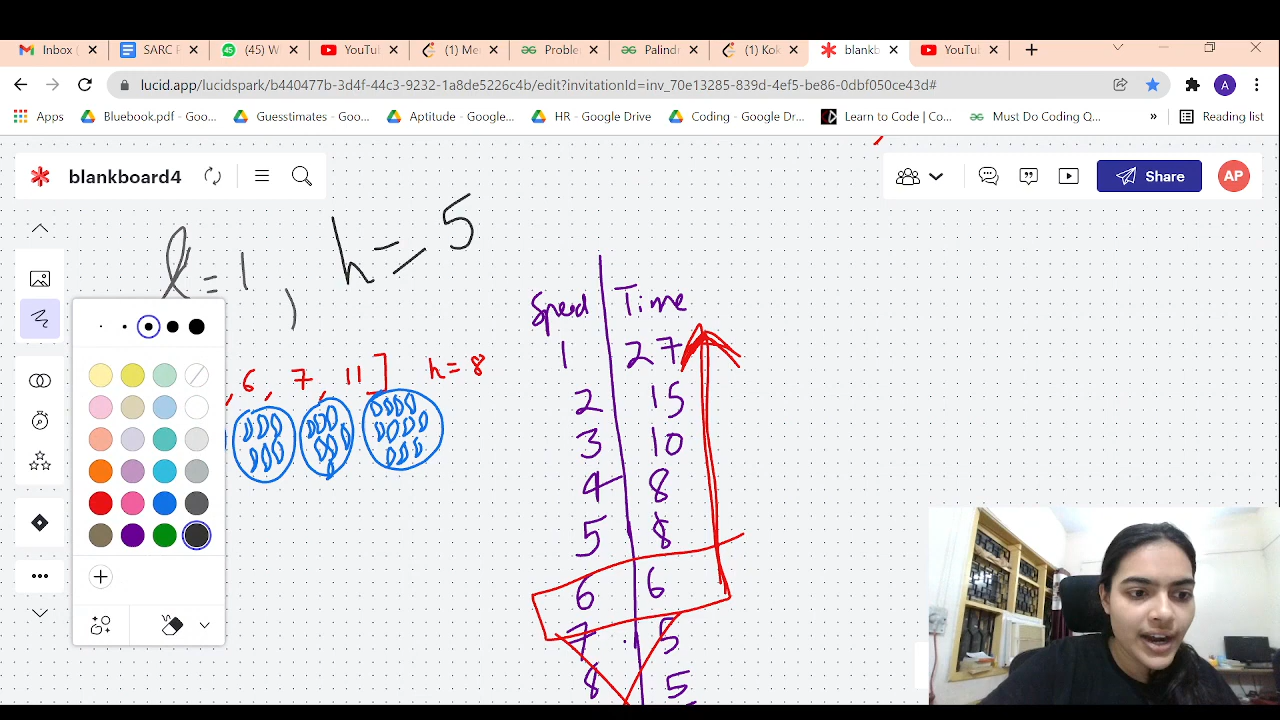 Inbox (
SARC F
(45) W
YouTu
(1) Me
Proble
Palind
(1) Kok
blankb
YouTu
lucid.app/lucidspark/b440477b-3d4f-44c3-9232-1a8de5226c4b/edit?invitationId=inv_70e13285-839d-4ef5-be86-0dbf050ce43d#
A
Apps
Bluebook.pdf - Goo...
Guesstimates - Goo...
Aptitude - Google...
HR - Google Drive
Coding - Google Dr...
Learn to Code | Co...
Must Do Coding Q...
»
Reading list
blankboard4
Share
AP
l = 1 , h = 5
Speed Time
1 27
, 6, 7, 11] h = 8
2 15
3 10
4 8
5 8
6 6
7 5
8 5